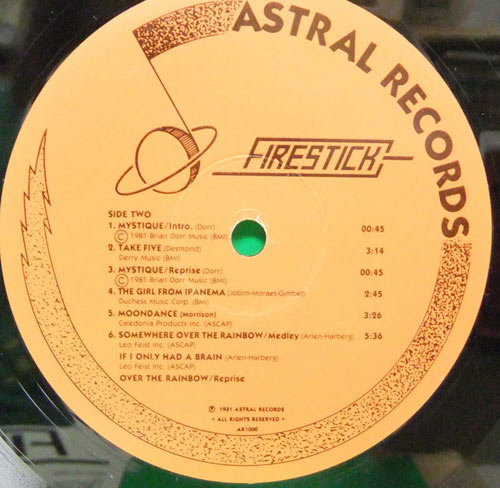 ASTRAL RECORDS
FIRESTICK
SIDE TWO
1. MYSTIQUE/Intro. (Dorr) 00:45
© 1981 Brian Dorr Music (BMI)
2. TAKE FIVE (Desmond) 3:14
Derry Music (BMI)
3. MYSTIQUE/Reprise (Dorr) 00:45
© 1981 Brian Dorr Music (BMI)
4. THE GIRL FROM IPANEMA (Jobim-Moraes-Gimbel) 2:45
Duchess Music Corp. (BMI)
5. MOONDANCE (Morrison) 3:26
Caledonia Products Inc. (ASCAP)
6. SOMEWHERE OVER THE RAINBOW/Medley (Arlen-Harberg) 5:36
Leo Feist Inc. (ASCAP)
IF I ONLY HAD A BRAIN (Arlen-Harberg)
Leo Feist Inc. (ASCAP)
OVER THE RAINBOW/Reprise
℗ 1981 ASTRAL RECORDS
• ALL RIGHTS RESERVED •
AR1000